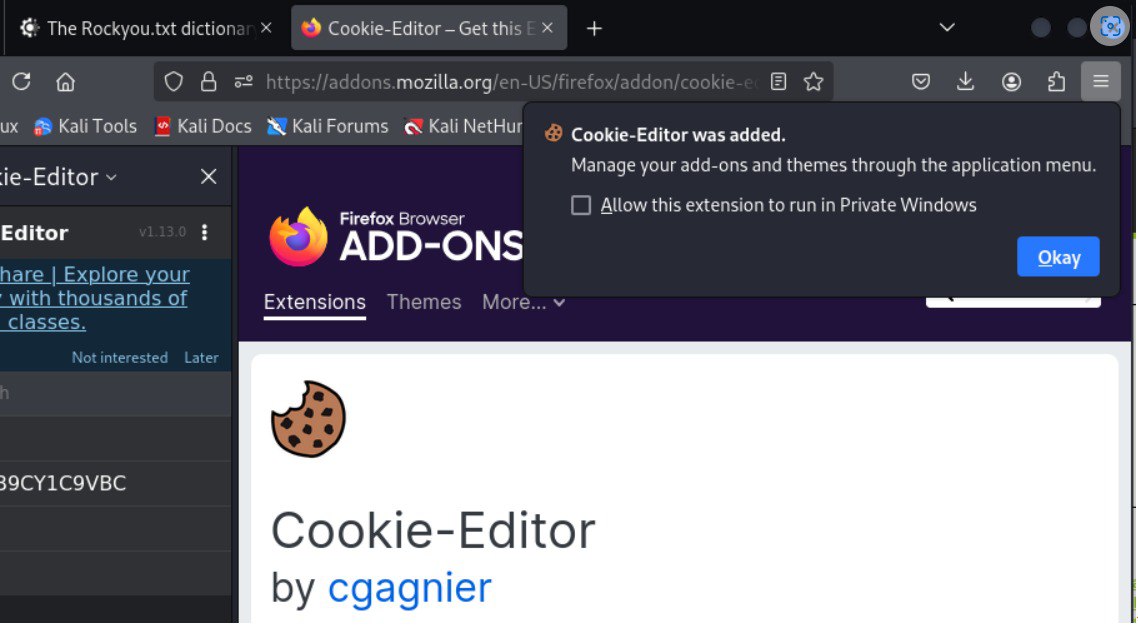 The Rockyou.txt dictionar
Cookie-Editor – Get this E
https://addons.mozilla.org/en-US/firefox/addon/cookie-e
ux
Kali Tools
Kali Docs
Kali Forums
Kali NetHun
Cookie-Editor was added.
Manage your add-ons and themes through the application menu.
Allow this extension to run in Private Windows
Okay
kie-Editor
Editor
v1.13.0
hare | Explore your
y with thousands of
classes.
Not interested
Later
h
39CY1C9VBC
Firefox Browser
ADD-ONS
Extensions
Themes
More...
Cookie-Editor
by cgagnier